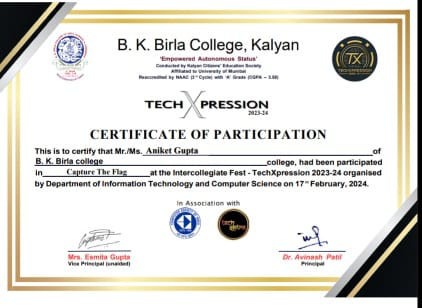 B. K. Birla College, Kalyan
'Empowered Autonomous Status'
Conducted by Kalyan Citizens' Education Society
Affiliated to University of Mumbai
Reaccredited by NAAC (3rd Cycle) with 'A' Grade (CGPA – 3.58)
TX
TECHXPRESSION
TECHXPRESSION
2023-24
CERTIFICATE OF PARTICIPATION
This is to certify that Mr./Ms. Aniket Gupta of
B. K. Birla college college, had been participated
in Capture The Flag at the Intercollegiate Fest - TechXpression 2023-24 organised
by Department of Information Technology and Computer Science on 17th February, 2024.
In Association with
Mrs. Esmita Gupta
Vice Principal (unaided)
Dr. Avinash Patil
Principal